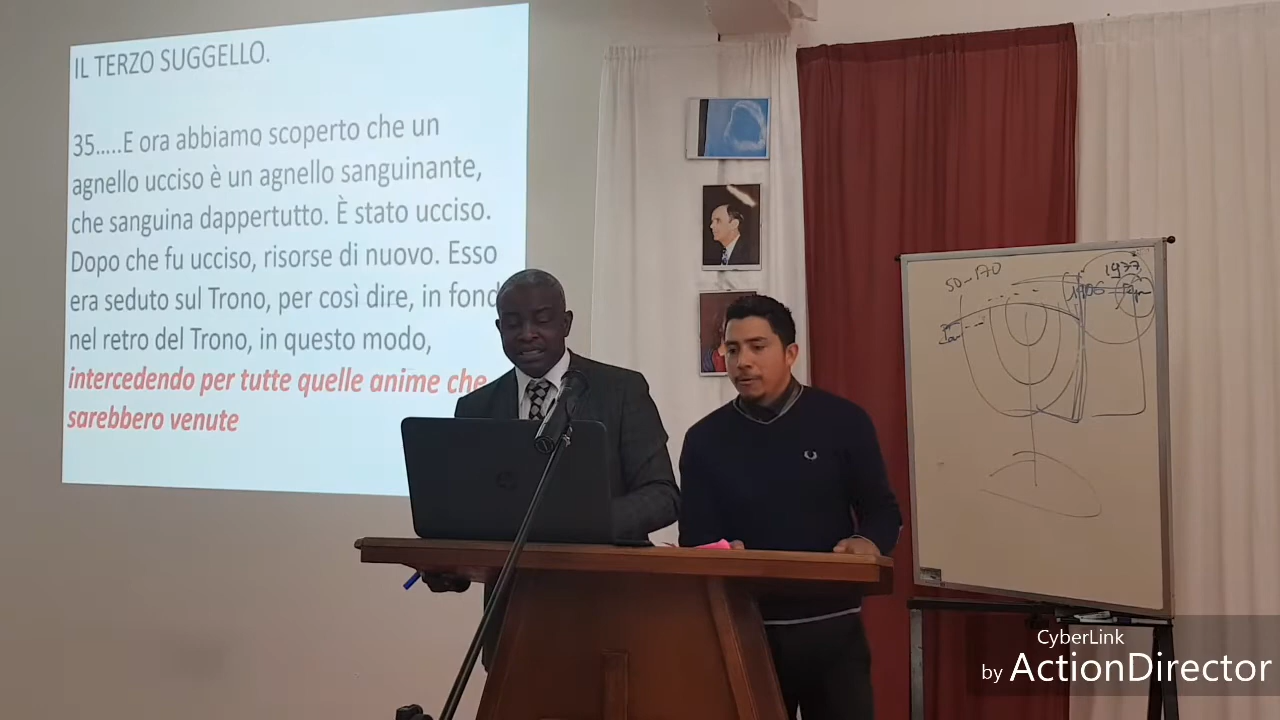 IL TERZO SUGGELLO.
35.....E ora abbiamo scoperto che un
agnello ucciso è un agnello sanguinante,
che sanguina dappertutto. È stato ucciso.
Dopo che fu ucciso, risorse di nuovo. Esso
era seduto sul Trono, per così dire, in fond
nel retro del Trono, in questo modo,
intercedendo per tutte quelle anime che
sarebbero venute
50-170
1977
1906
CyberLink
by ActionDirector